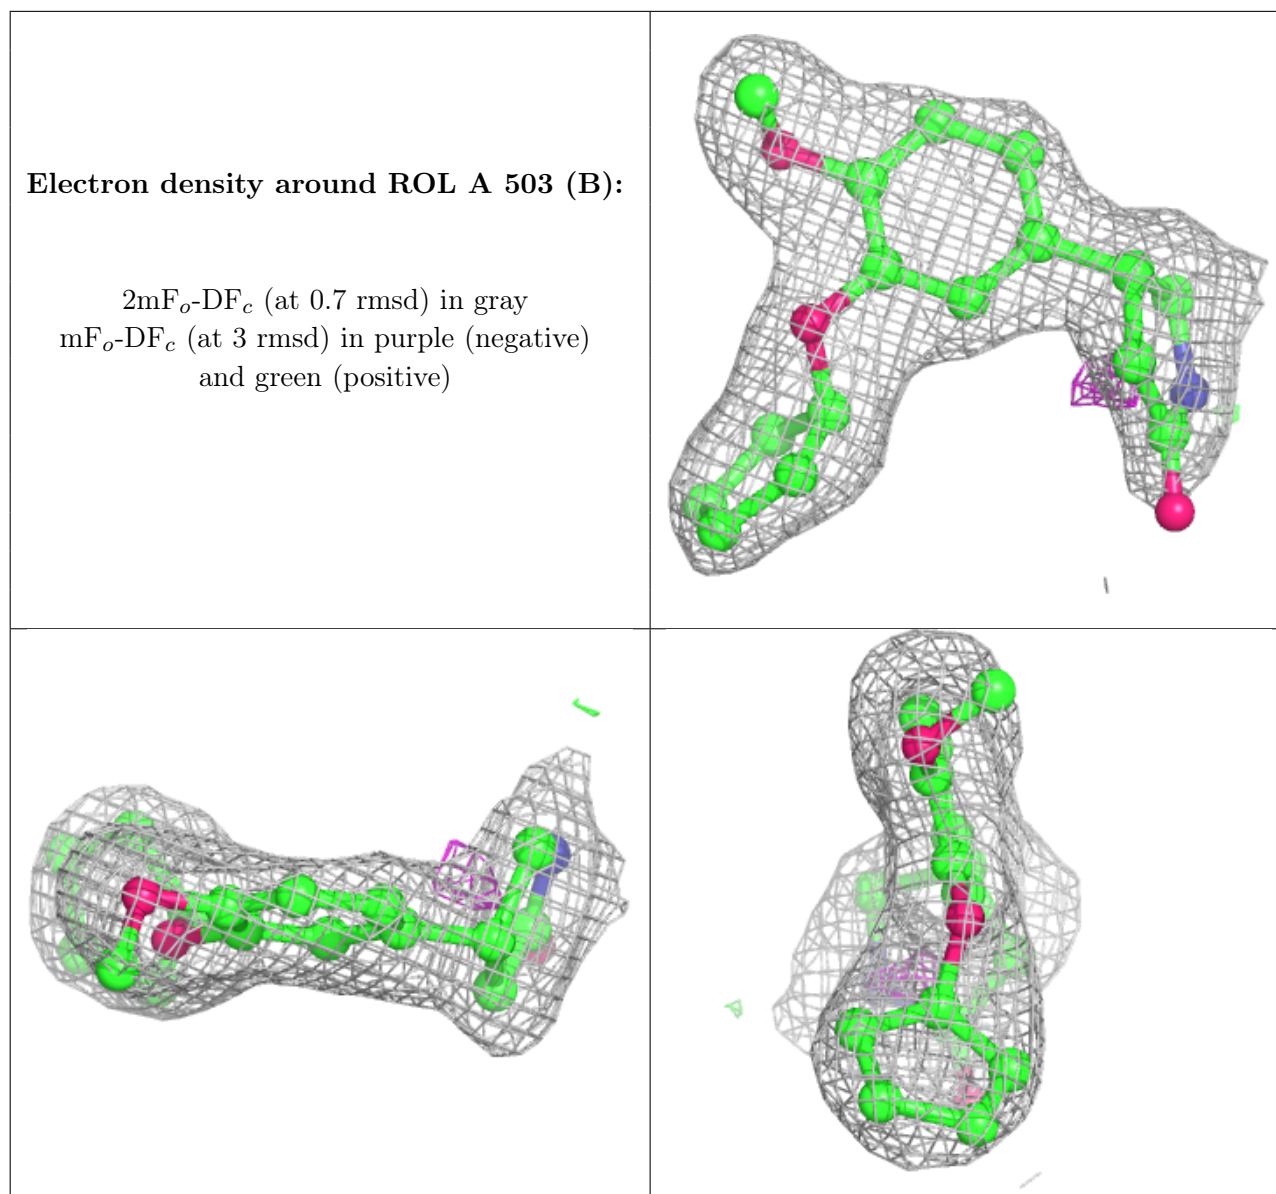 Electron density around ROL A 503 (B):
2mFo-DFc (at 0.7 rmsd) in gray
mFo-DFc (at 3 rmsd) in purple (negative)
and green (positive)